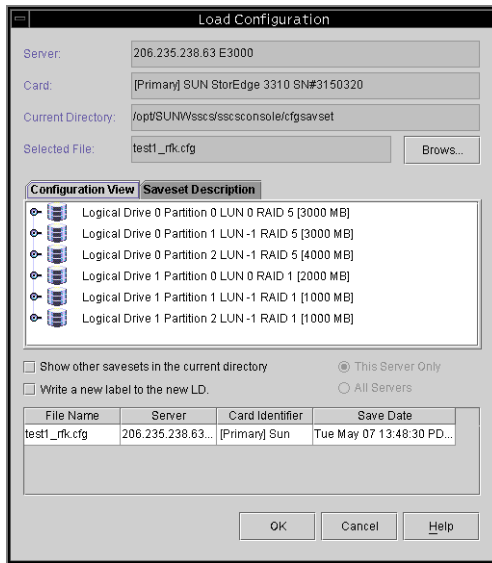 Load Configuration
Server: 206.235.238.63 E3000
Card: [Primary] SUN StorEdge 3310 SN#3150320
Current Directory: /opt/SUNWsscs/sscsconsole/cfgsavset
Selected File: test1_rfk.cfg Brows...
Configuration View Saveset Description
Logical Drive 0 Partition 0 LUN 0 RAID 5 [3000 MB]
Logical Drive 0 Partition 1 LUN -1 RAID 5 [3000 MB]
Logical Drive 0 Partition 2 LUN -1 RAID 5 [4000 MB]
Logical Drive 1 Partition 0 LUN 0 RAID 1 [2000 MB]
Logical Drive 1 Partition 1 LUN -1 RAID 1 [1000 MB]
Logical Drive 1 Partition 2 LUN -1 RAID 1 [1000 MB]
Show other savesets in the current directory This Server Only
Write a new label to the new LD. All Servers
File Name Server Card Identifier Save Date
test1_rfk.cfg 206.235.238.63... [Primary] Sun Tue May 07 13:48:30 PD...
OK Cancel Help